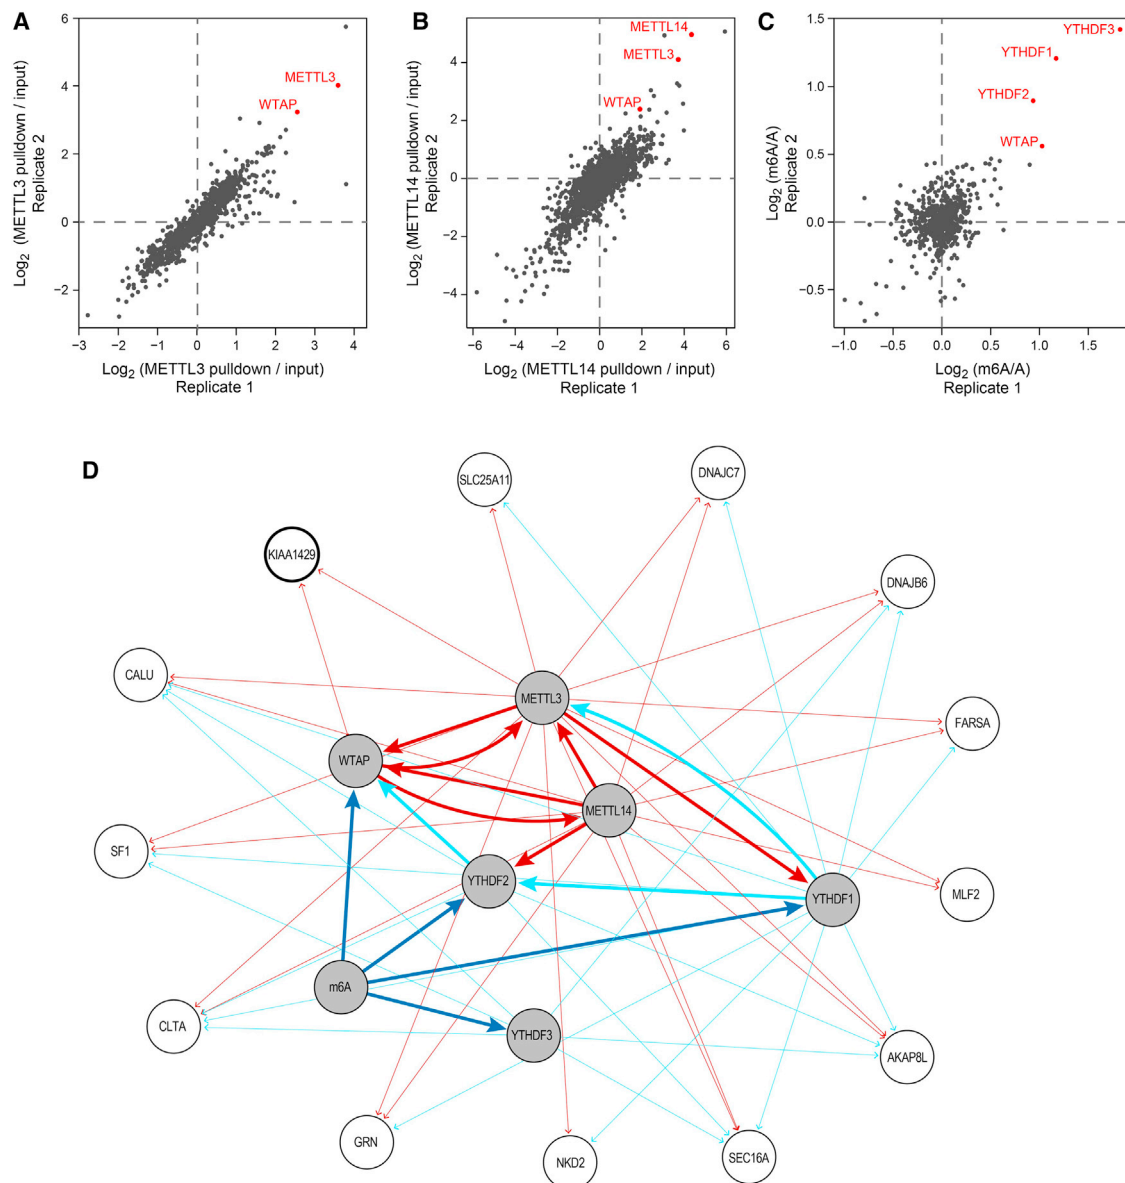 A
6
4
2
0
−2
−3
−2
−1
0
1
2
3
4
METTL3
WTAP
Log2 (METTL3 pulldown / input)
Replicate 2
Log2 (METTL3 pulldown / input)
Replicate 1
B
4
2
0
−2
−4
−6
−4
−2
0
2
4
6
METTL14
METTL3
WTAP
Log2 (METTL14 pulldown / input)
Replicate 2
Log2 (METTL14 pulldown / input)
Replicate 1
C
1.5
1.0
0.5
0.0
−0.5
−1.0
−0.5
0.0
0.5
1.0
1.5
YTHDF3
YTHDF1
YTHDF2
WTAP
Log2 (m6A/A)
Replicate 2
Log2 (m6A/A)
Replicate 1
D
SLC25A11
DNAJC7
KIAA1429
DNAJB6
CALU
METTL3
FARSA
WTAP
METTL14
SF1
YTHDF2
YTHDF1
MLF2
m6A
CLTA
YTHDF3
AKAP8L
GRN
NKD2
SEC16A